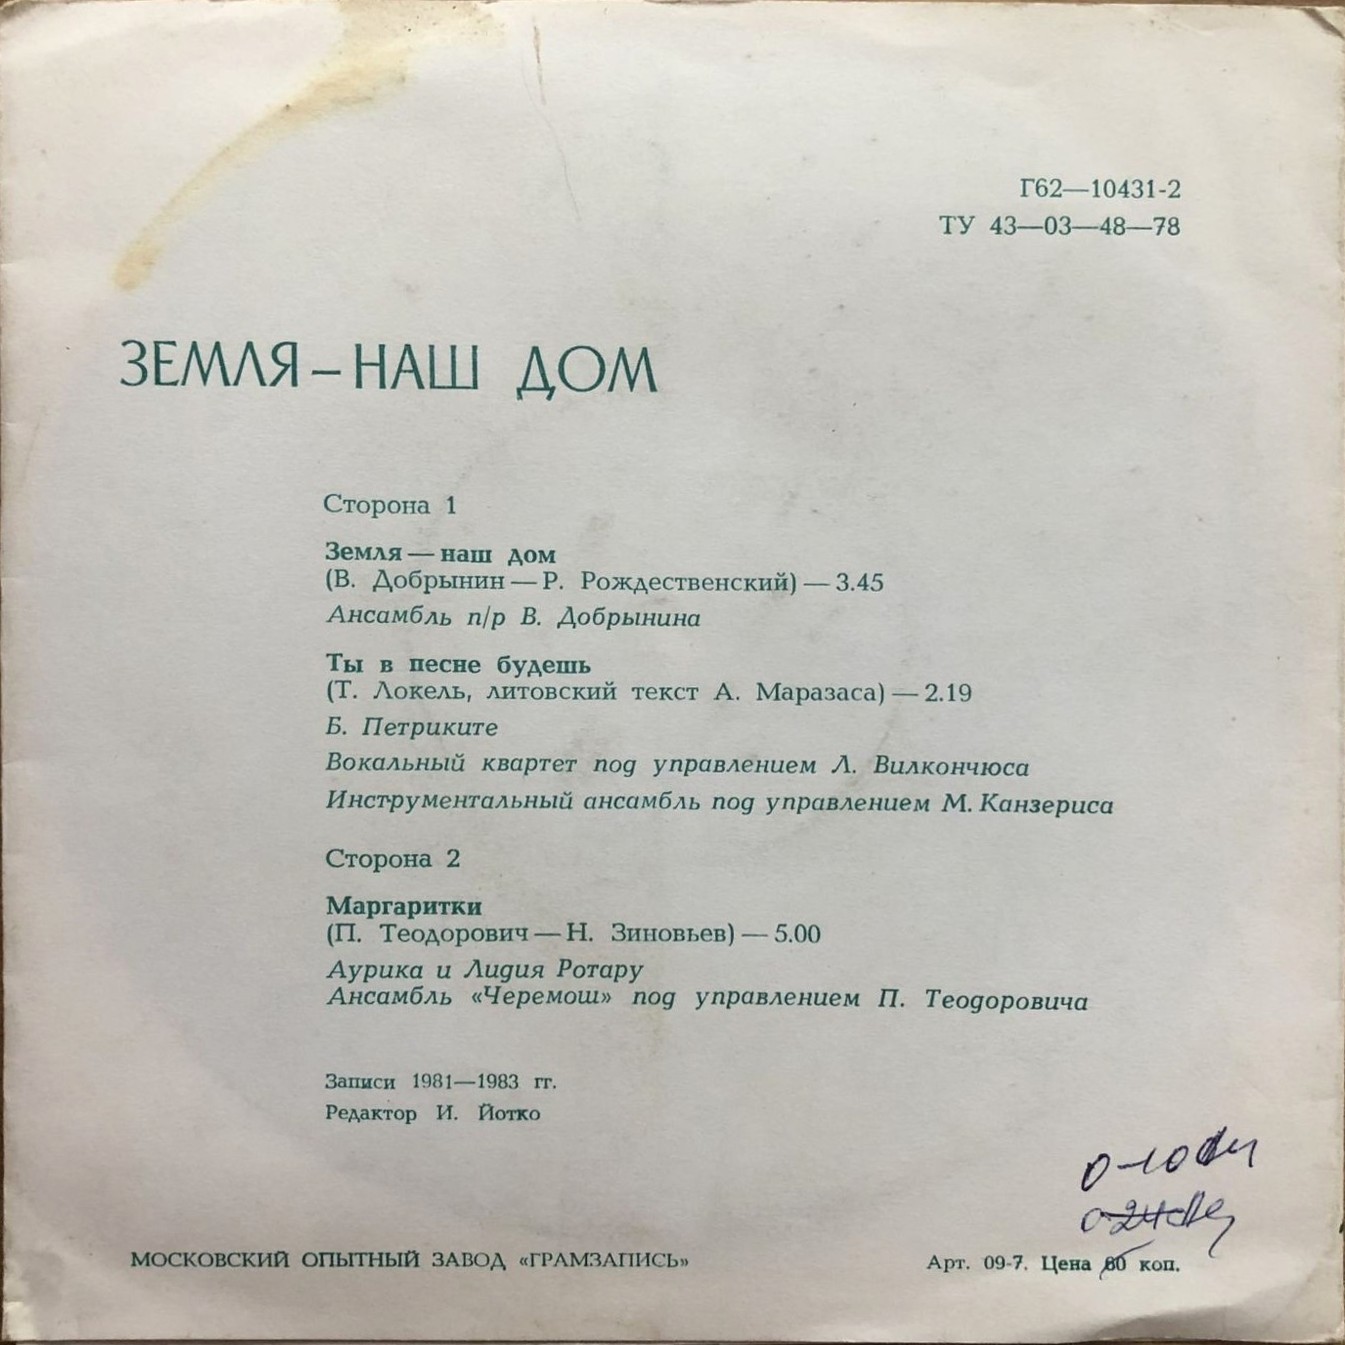 Г62—10431-2
ТУ 43—03—48—78
ЗЕМЛЯ – НАШ ДОМ
Сторона 1
Земля — наш дом
(В. Добрынин — Р. Рождественский) — 3.45
Ансамбль п/р В. Добрынина
Ты в песне будешь
(Т. Локель, литовский текст А. Маразаса) — 2.19
Б. Петриките
Вокальный квартет под управлением Л. Вилкончюса
Инструментальный ансамбль под управлением М. Канзериса
Сторона 2
Маргаритки
(П. Теодорович — Н. Зиновьев) — 5.00
Аурика и Лидия Ротару
Ансамбль «Черемош» под управлением П. Теодоровича
Записи 1981—1983 гг.
Редактор И. Йотко
0-10
МОСКОВСКИЙ ОПЫТНЫЙ ЗАВОД «ГРАМЗАПИСЬ»
Арт. 09-7. Цена 60 коп.